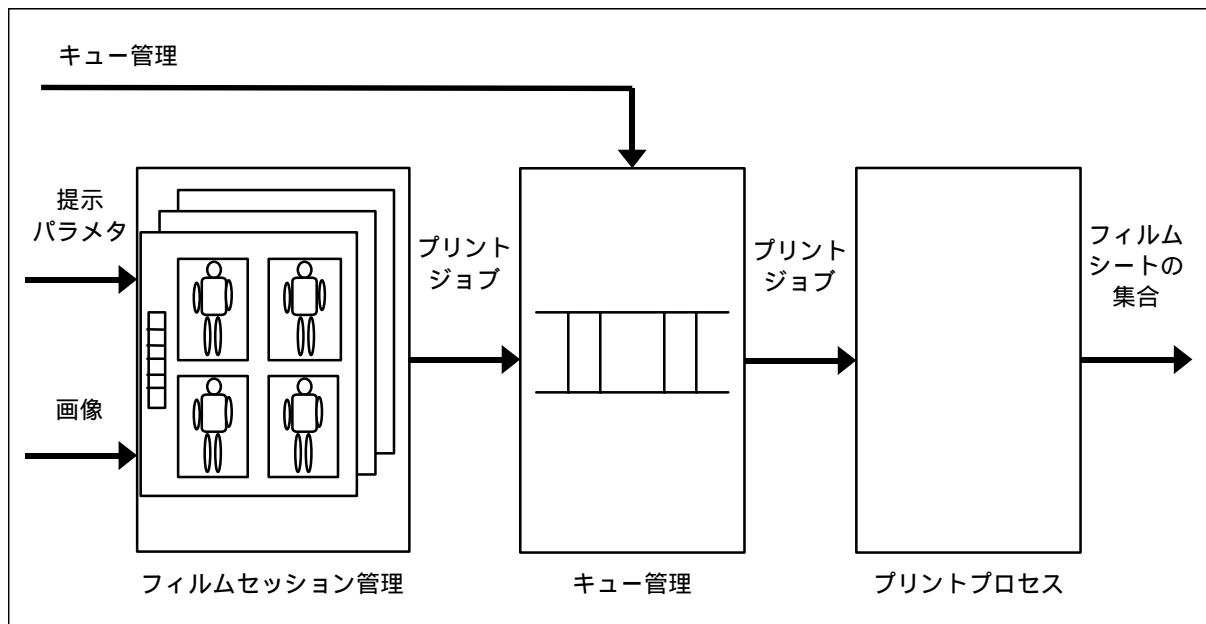 キュー管理
提示
パラメタ
画像
プリント
ジョブ
プリント
ジョブ
フィルム
シートの
集合
フィルムセッション管理
キュー管理
プリントプロセス